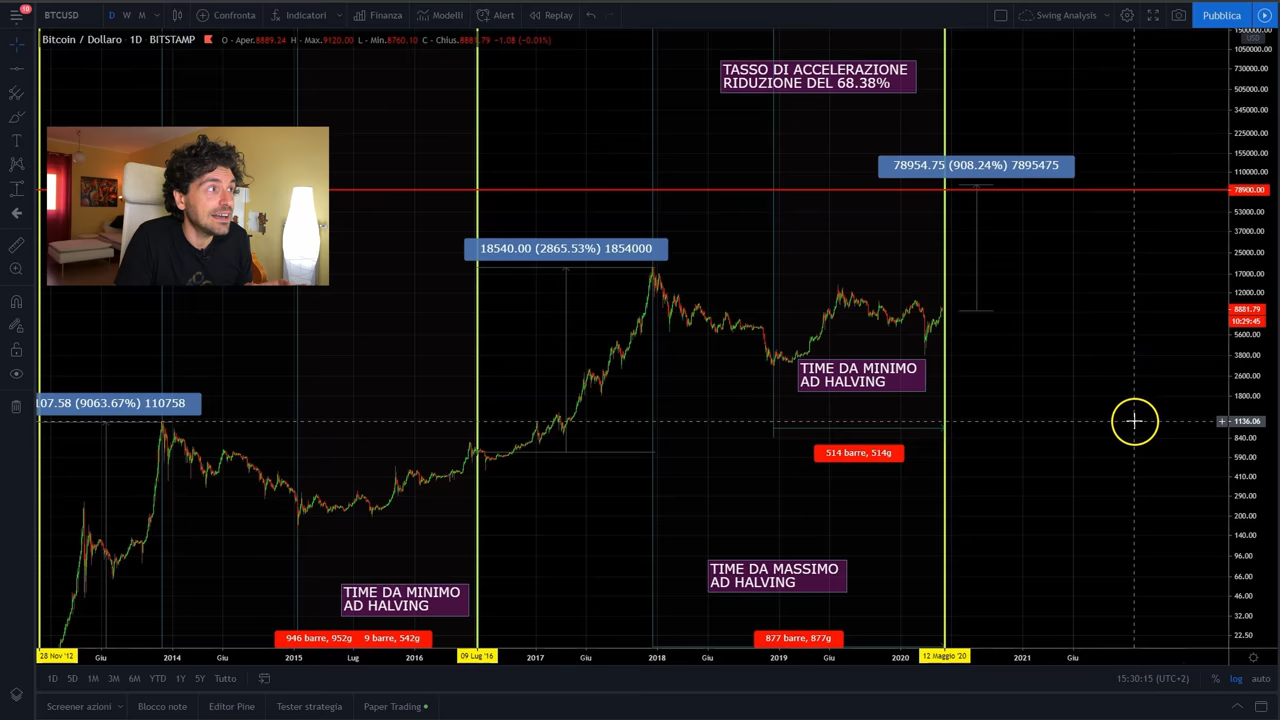 10
BTCUSD D W M Confronta Indicatori Finanza Modelli Alert Replay Swing Analysis Pubblica
Bitcoin / Dollaro 1D BITSTAMP O - Aper.8889.24 H - Max.9120.00 L - Min.8760.10 C - Chius.8881.79 -1.08 (-0.01%)
USD
1500000.00
1050000.00
730000.00
505000.00
345000.00
225000.00
155000.00
110000.00
78900.00
53000.00
37000.00
25000.00
17000.00
12000.00
8881.79
10:29:45
5600.00
3800.00
2600.00
1800.00
1136.06
840.00
590.00
410.00
290.00
200.00
140.00
96.00
66.00
46.00
32.00
22.50
TASSO DI ACCELERAZIONE
RIDUZIONE DEL 68.38%
78954.75 (908.24%) 7895475
18540.00 (2865.53%) 1854000
107.58 (9063.67%) 110758
TIME DA MINIMO
AD HALVING
514 barre, 514g
TIME DA MASSIMO
AD HALVING
TIME DA MINIMO
AD HALVING
946 barre, 952g 9 barre, 542g
877 barre, 877g
28 Nov '12 Giu 2014 2015 Lug 2016 09 Lug '16 2017 Giu 2018 Giu 2019 Giu 2020 12 Maggio '20 2021 Giu
1D 5D 1M 3M 6M YTD 1Y 5Y Tutto 15:30:15 (UTC+2) % log auto
Screener azioni Blocco note Editor Pine Tester strategia Paper Trading